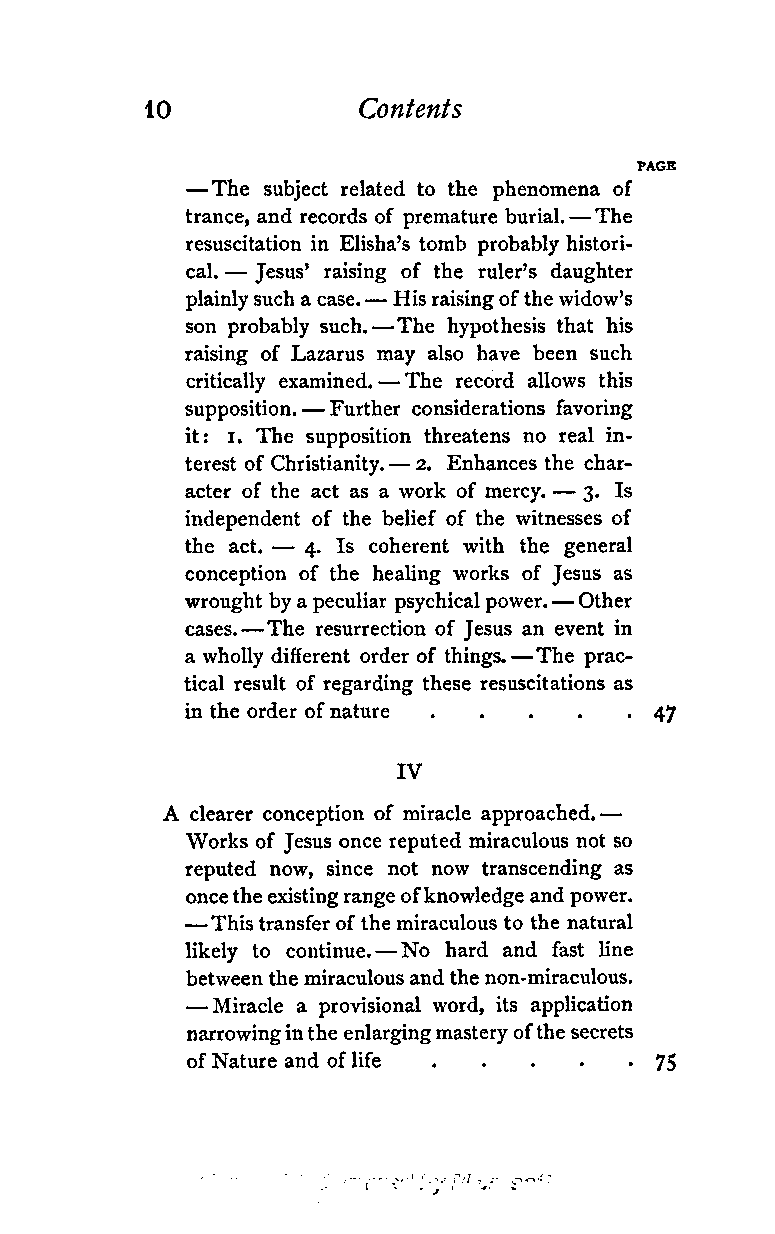 10 Contents
PAGE
—The subject related to the phenomena of
trance, and records of premature burial.—The
resuscitation in Elisha's tomb probably histori-
cal. — Jesus' raising of the ruler's daughter
plainly such a case.— His raising of the widow's
son probably such.—The hypothesis that his
raising of Lazarus may also have been such
critically examined.—The record allows this
supposition.—Further considerations favoring
it: 1. The supposition threatens no real in-
terest of Christianity.— 2. Enhances the char-
acter of the act as a work of mercy. — 3. Is
independent of the belief of the witnesses of
the act. — 4. Is coherent with the general
conception of the healing works of Jesus as
wrought by a peculiar psychical power.—Other
cases.—The resurrection of Jesus an event in
a wholly different order of things.—The prac-
tical result of regarding these resuscitations as
in the order of nature . . . . . 47
IV
A clearer conception of miracle approached.—
Works of Jesus once reputed miraculous not so
reputed now, since not now transcending as
once the existing range of knowledge and power.
—This transfer of the miraculous to the natural
likely to continue.—No hard and fast line
between the miraculous and the non-miraculous.
—Miracle a provisional word, its application
narrowing in the enlarging mastery of the secrets
of Nature and of life . . . . . 75